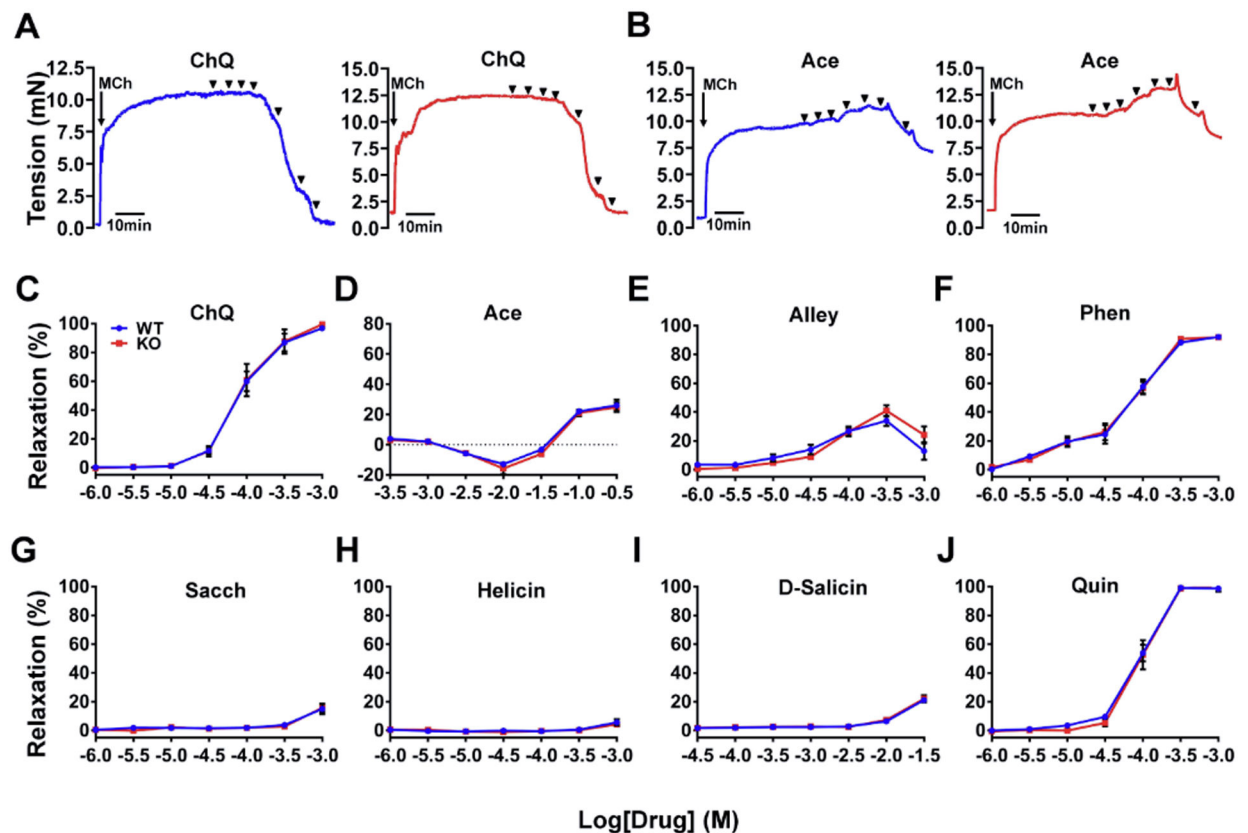 A
B
ChQ
ChQ
Ace
Ace
Tension (mN)
12.5
10.0
7.5
5.0
2.5
0.0
MCh
10min
15.0
12.5
10.0
7.5
5.0
2.5
0.0
MCh
10min
15.0
12.5
10.0
7.5
5.0
2.5
0.0
MCh
10min
15.0
12.5
10.0
7.5
5.0
2.5
0.0
MCh
10min
C
D
E
F
ChQ
Ace
Alley
Phen
Relaxation (%)
100
80
60
40
20
0
WT
KO
-6.0 -5.5 -5.0 -4.5 -4.0 -3.5 -3.0
80
60
40
20
0
-20
-3.5 -3.0 -2.5 -2.0 -1.5 -1.0 -0.5
100
80
60
40
20
0
-6.0 -5.5 -5.0 -4.5 -4.0 -3.5 -3.0
100
80
60
40
20
0
-6.0 -5.5 -5.0 -4.5 -4.0 -3.5 -3.0
G
H
I
J
Sacch
Helicin
D-Salicin
Quin
Relaxation (%)
100
80
60
40
20
0
-6.0 -5.5 -5.0 -4.5 -4.0 -3.5 -3.0
100
80
60
40
20
0
-6.0 -5.5 -5.0 -4.5 -4.0 -3.5 -3.0
100
80
60
40
20
0
-4.5 -4.0 -3.5 -3.0 -2.5 -2.0 -1.5
100
80
60
40
20
0
-6.0 -5.5 -5.0 -4.5 -4.0 -3.5 -3.0
Log[Drug] (M)